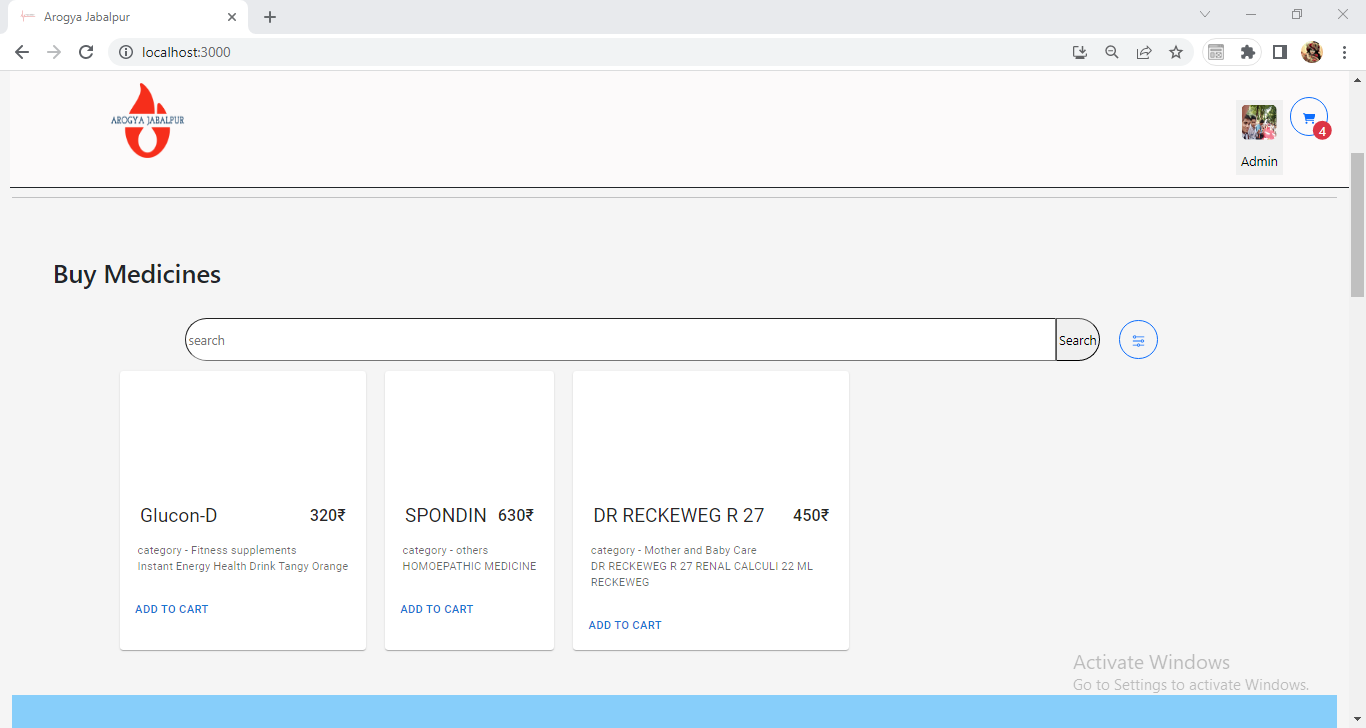 Arogya Jabalpur
localhost:3000
AROGYA JABALPUR
4
Admin
Buy Medicines
search
Search
Glucon-D 320₹
category - Fitness supplements
Instant Energy Health Drink Tangy Orange
ADD TO CART
SPONDIN 630₹
category - others
HOMOEPATHIC MEDICINE
ADD TO CART
DR RECKEWEG R 27 450₹
category - Mother and Baby Care
DR RECKEWEG R 27 RENAL CALCULI 22 ML
RECKEWEG
ADD TO CART
Activate Windows
Go to Settings to activate Windows.